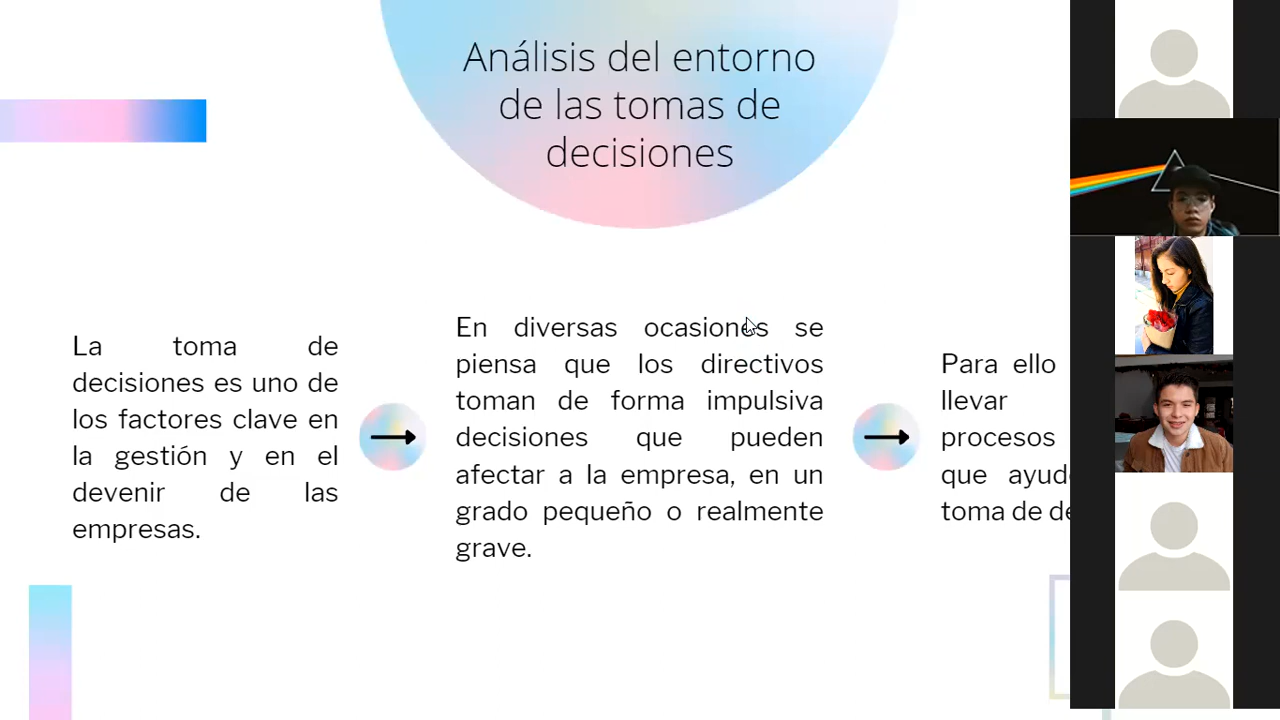 Análisis del entorno
de las tomas de
decisiones
La toma de
decisiones es uno de
los factores clave en
la gestión y en el
devenir de las
empresas.
En diversas ocasiones se
piensa que los directivos
toman de forma impulsiva
decisiones que pueden
afectar a la empresa, en un
grado pequeño o realmente
grave.
Para ello
llevar
procesos
que
toma de